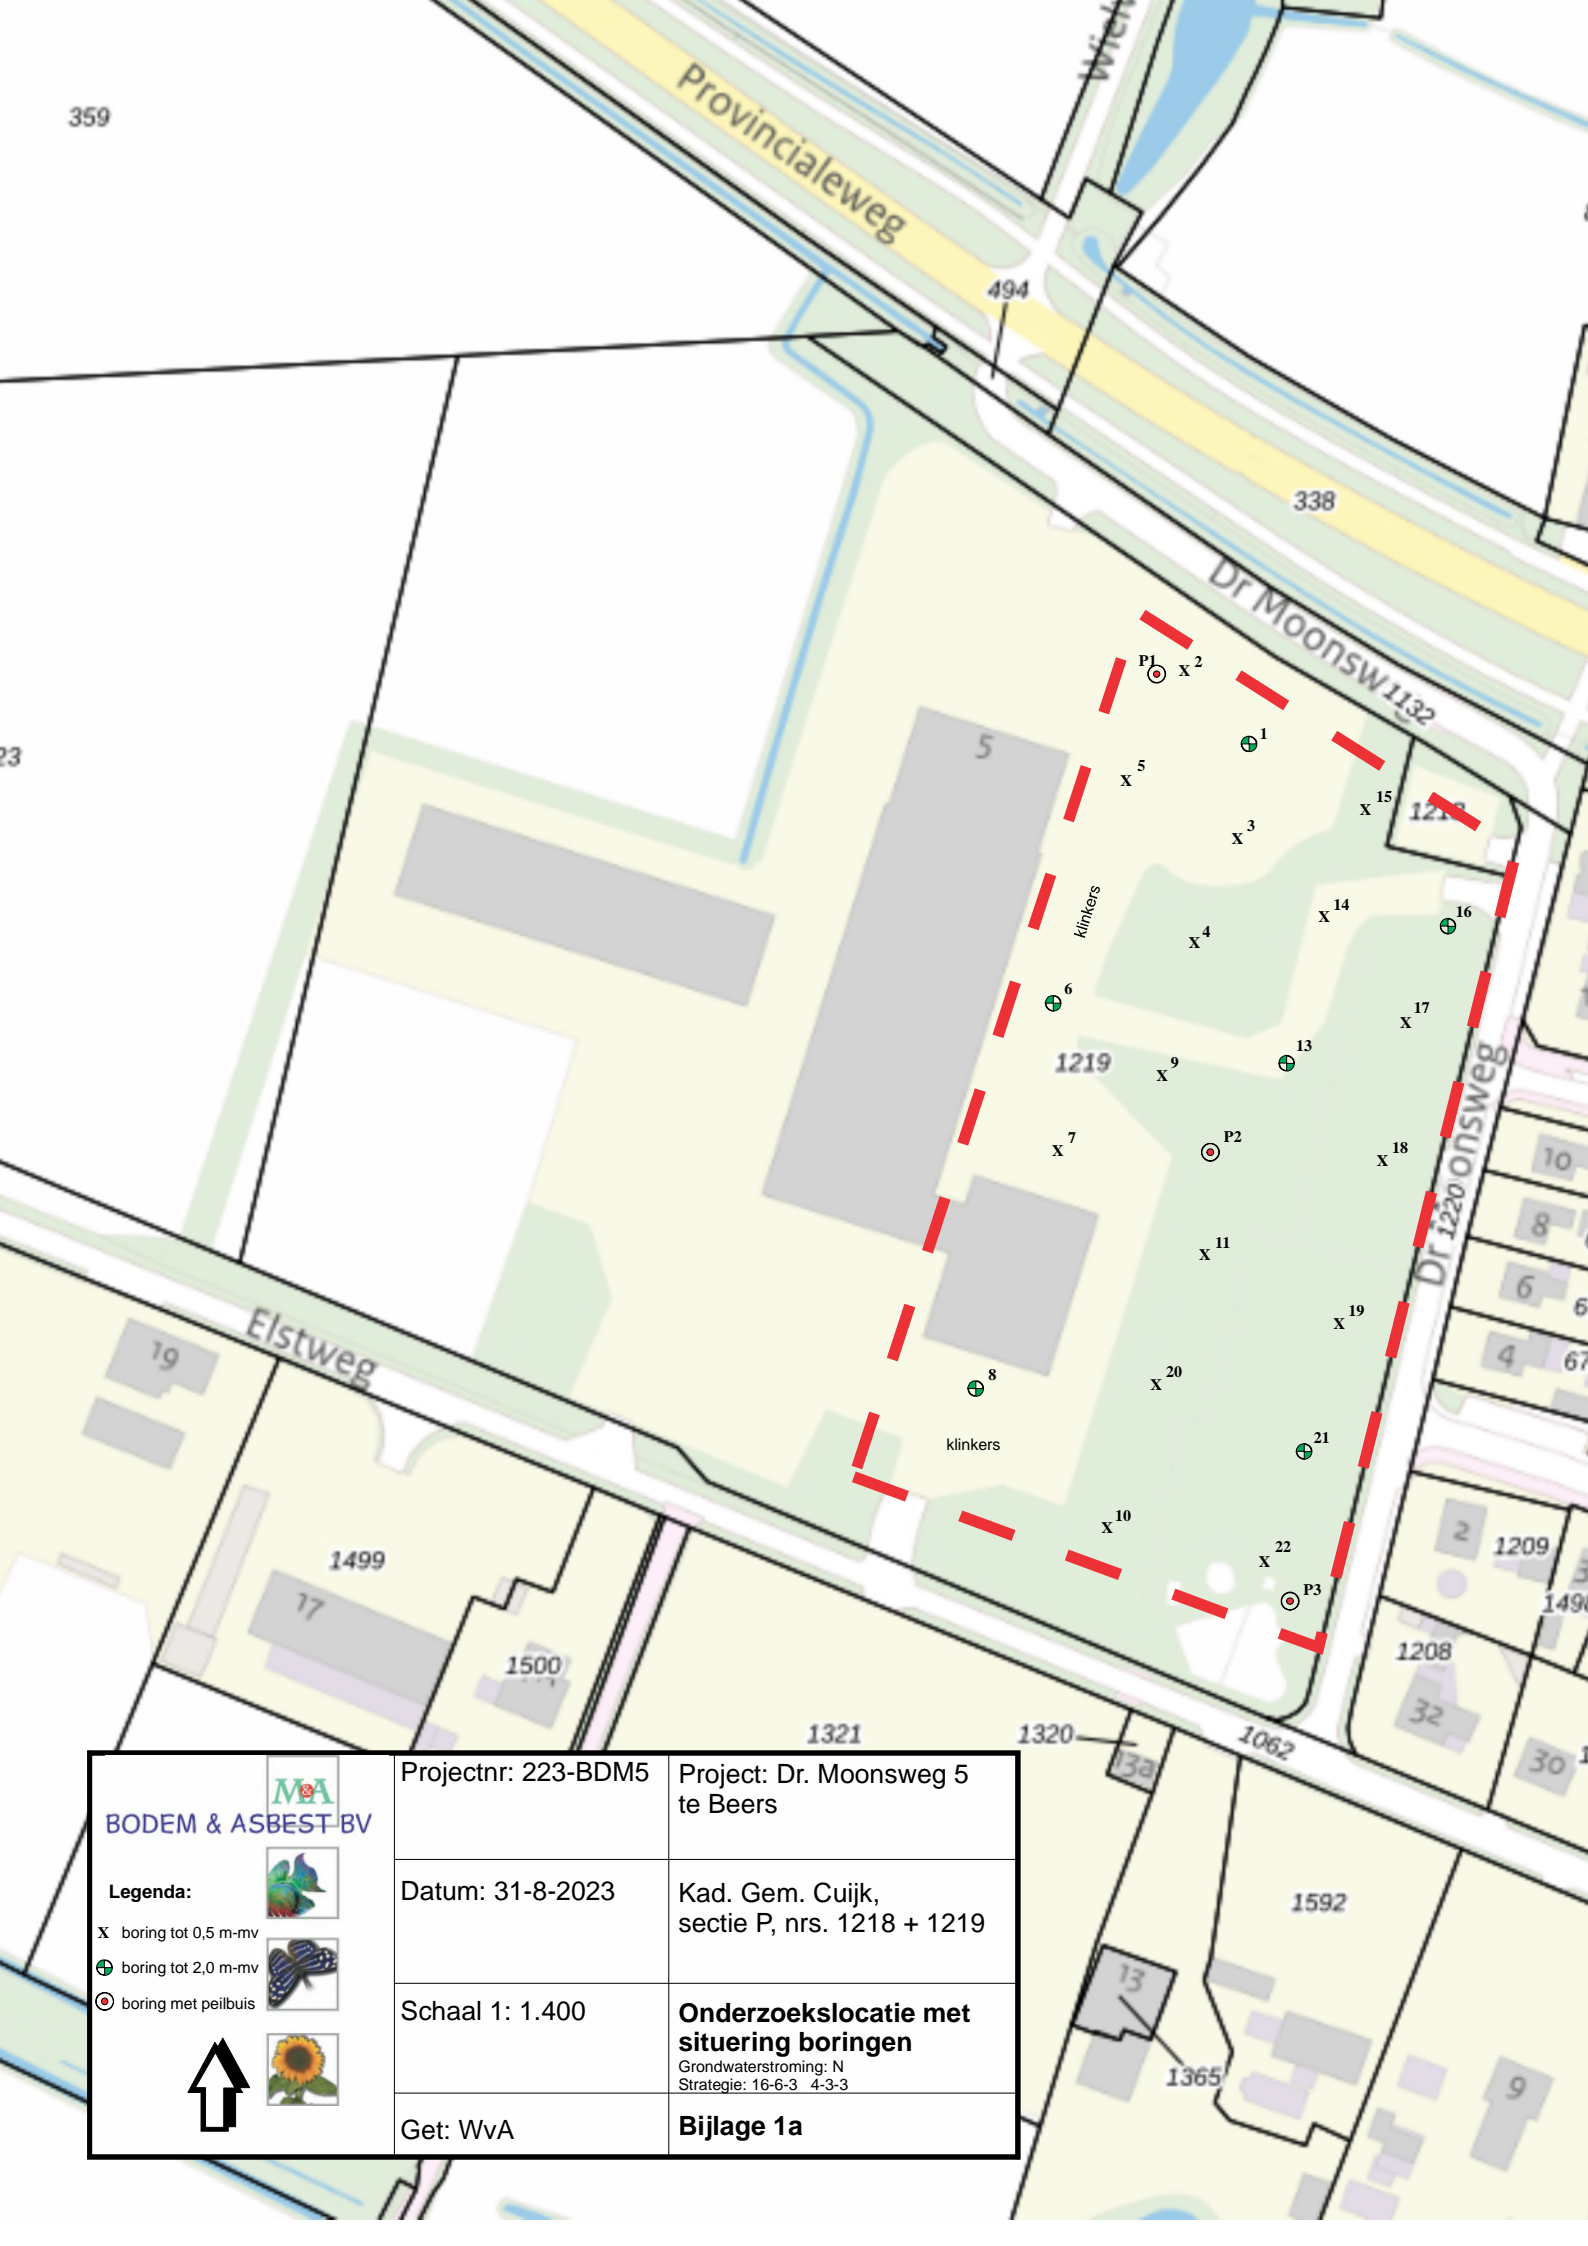 359
Provincialeweg
494
338
Dr Moonsw
1132
P1
2
1
5
5
15
3
23
klinkers
14
16
4
6
17
13
1219
9
7
P2
18
10
Dr
onsweg
1220
8
11
6
19
4
67
Elstweg
19
20
8
klinkers
21
10
22
2
1209
P3
1499
17
1500
1208
32
1321
1320
13a
1062
30
1592
13
1365
9
M&A
BODEM & ASBEST BV
Legenda:
x boring tot 0,5 m-mv
boring tot 2,0 m-mv
boring met peilbuis
Projectnr: 223-BDM5
Project: Dr. Moonsweg 5
te Beers
Datum: 31-8-2023
Kad. Gem. Cuijk,
sectie P, nrs. 1218 + 1219
Schaal 1: 1.400
Onderzoekslocatie met
situering boringen
Grondwaterstroming: N
Strategie: 16-6-3 4-3-3
Get: WvA
Bijlage 1a